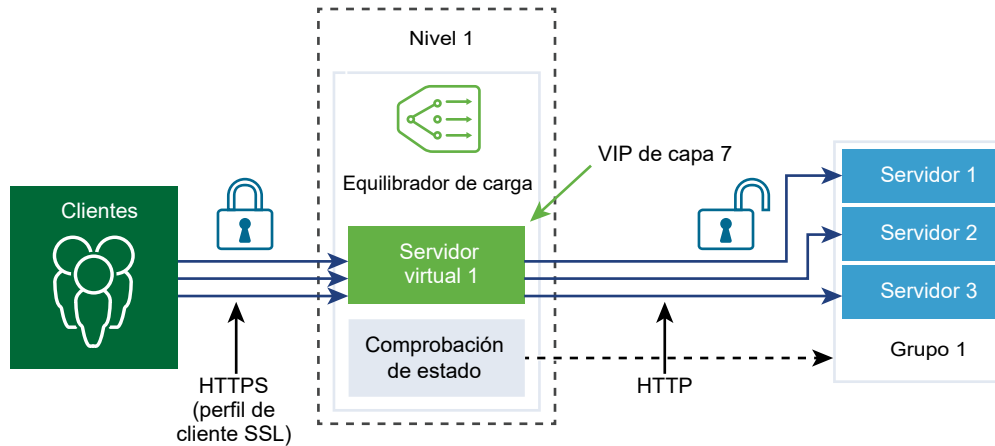 Nivel 1
Equilibrador de carga
VIP de capa 7
Clientes
Servidor
virtual 1
Servidor 1
Servidor 2
Servidor 3
Grupo 1
Comprobación
de estado
HTTPS
(perfil de
cliente SSL)
HTTP